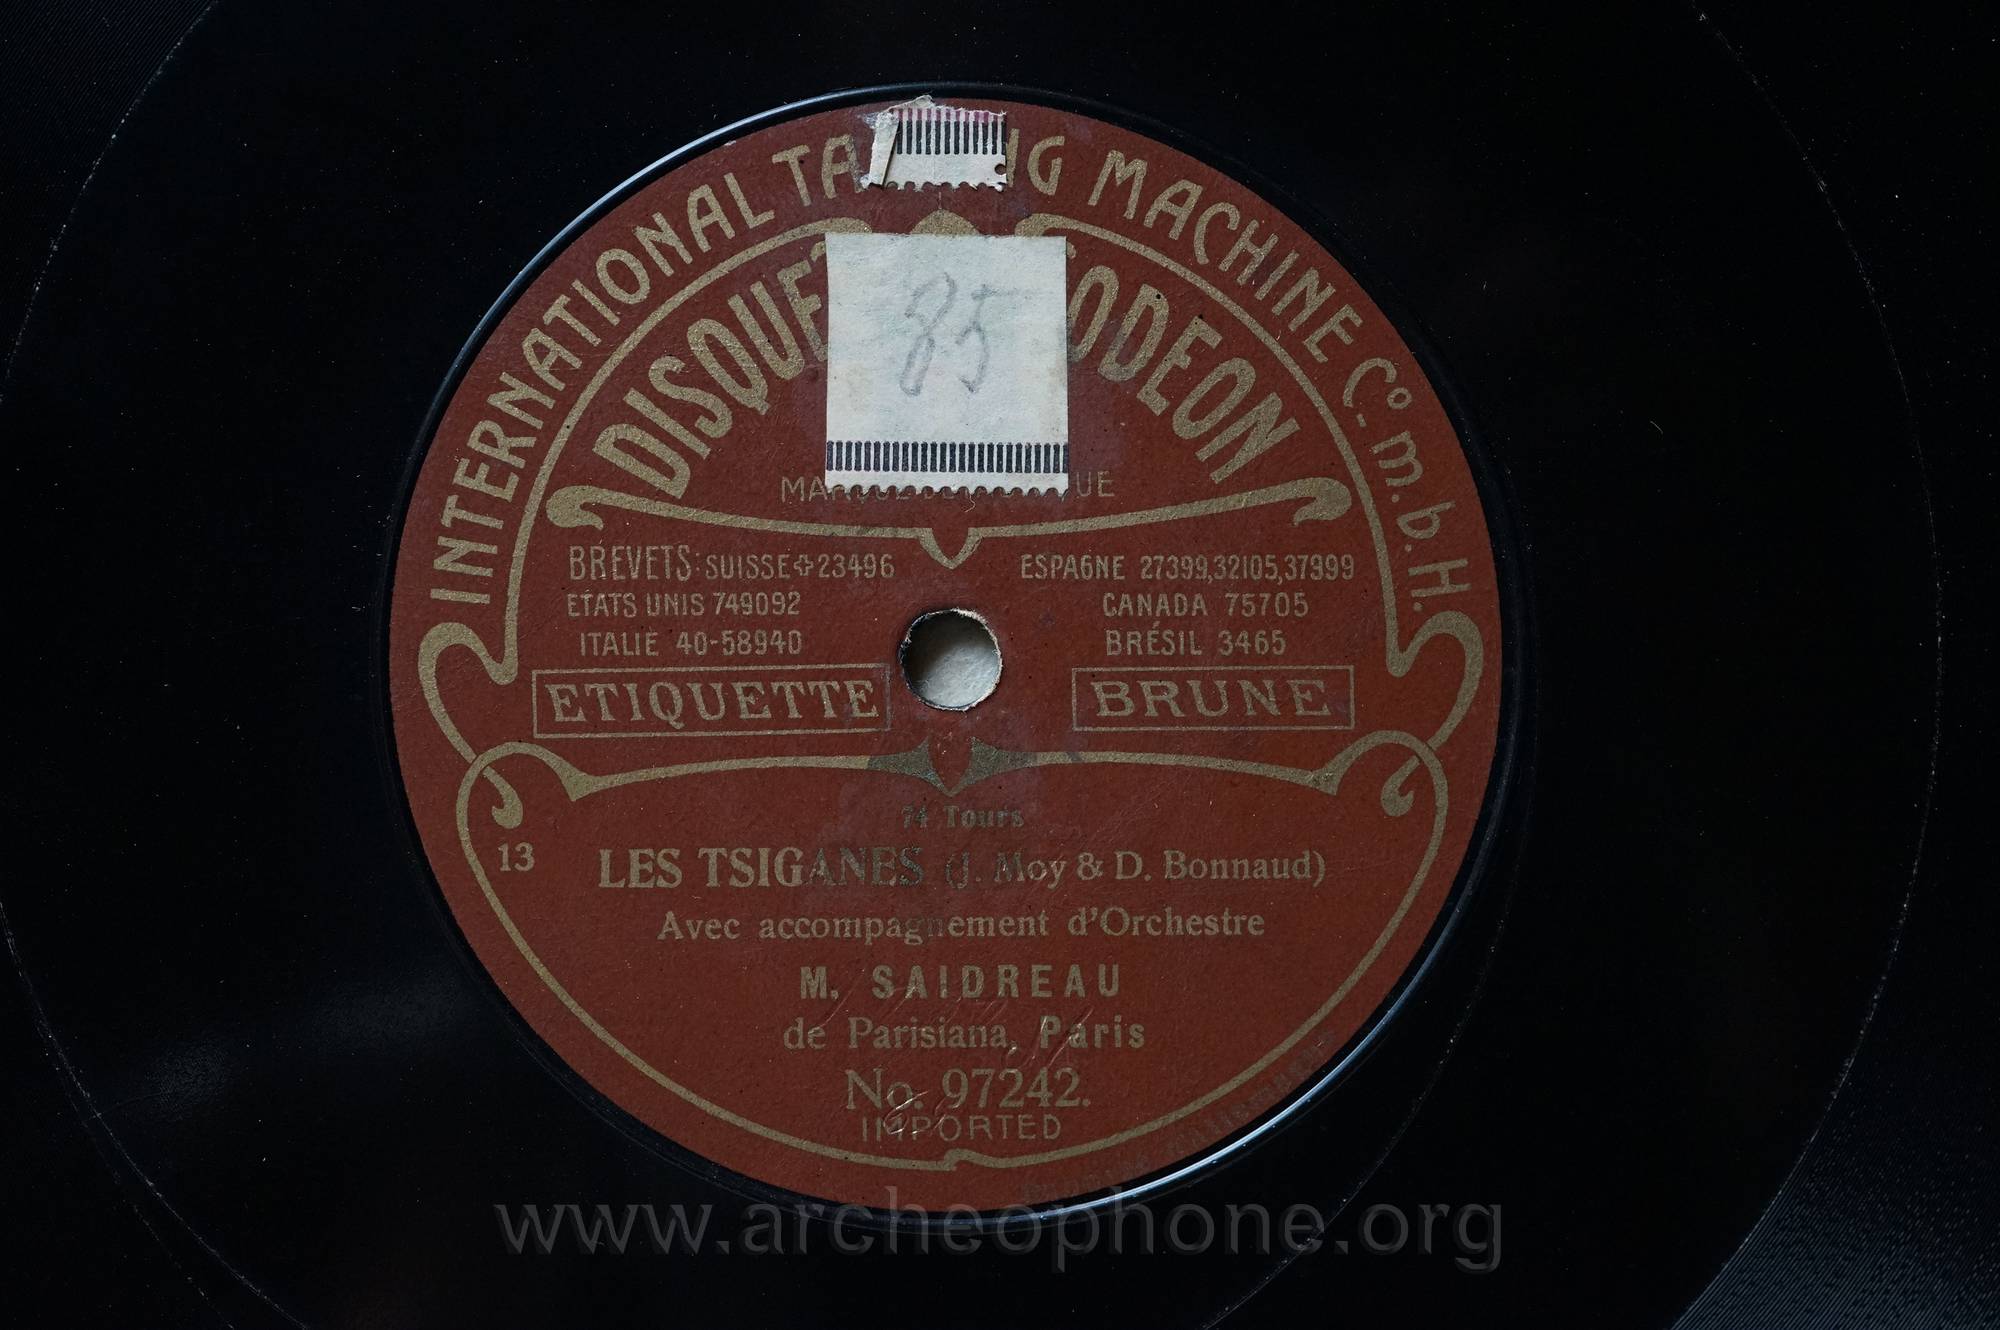 INTERNATIONAL TA NG MACHINE Co. m.b.H.
85
DISQUE ODEON
BREVETS: SUISSE 23496
ETATS UNIS 749092
ITALIE 40-58940
ESPAGNE 27399,32105,37999
CANADA 75705
BRÉSIL 3465
ETIQUETTE BRUNE
74 Tours
13
LES TSIGANES (J. Moy & D. Bonnaud)
Avec accompagnement d'Orchestre
M. SAIDREAU
de Parisiana, Paris
No. 97242.
IMPORTED
www.archeophone.org